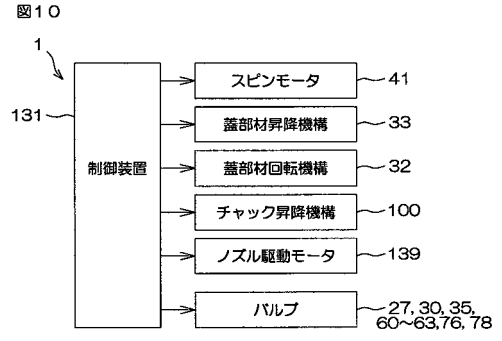 図10
1
131
制御装置
スピンモータ 41
蓋部材昇降機構 33
蓋部材回転機構 32
チャック昇降機構 100
ノズル駆動モータ 139
バルブ 27, 30, 35,
60~63, 76, 78